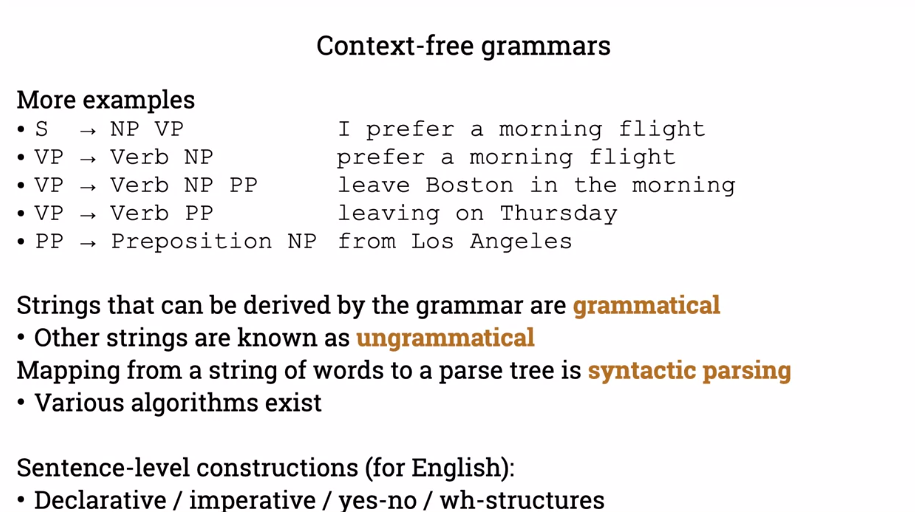 Context-free grammars
More examples
• S → NP VP I prefer a morning flight
• VP → Verb NP prefer a morning flight
• VP → Verb NP PP leave Boston in the morning
• VP → Verb PP leaving on Thursday
• PP → Preposition NP from Los Angeles
Strings that can be derived by the grammar are grammatical
• Other strings are known as ungrammatical
Mapping from a string of words to a parse tree is syntactic parsing
• Various algorithms exist
Sentence-level constructions (for English):
• Declarative / imperative / yes-no / wh-structures